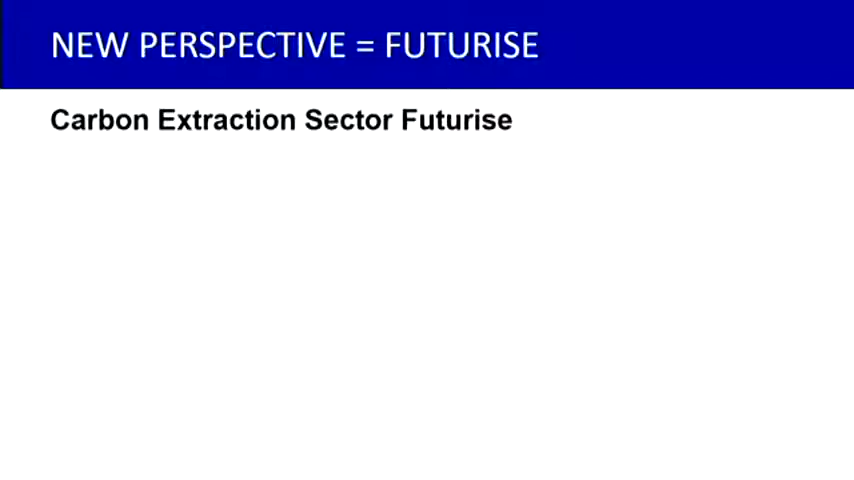 NEW PERSPECTIVE = FUTURISE
Carbon Extraction Sector Futurise